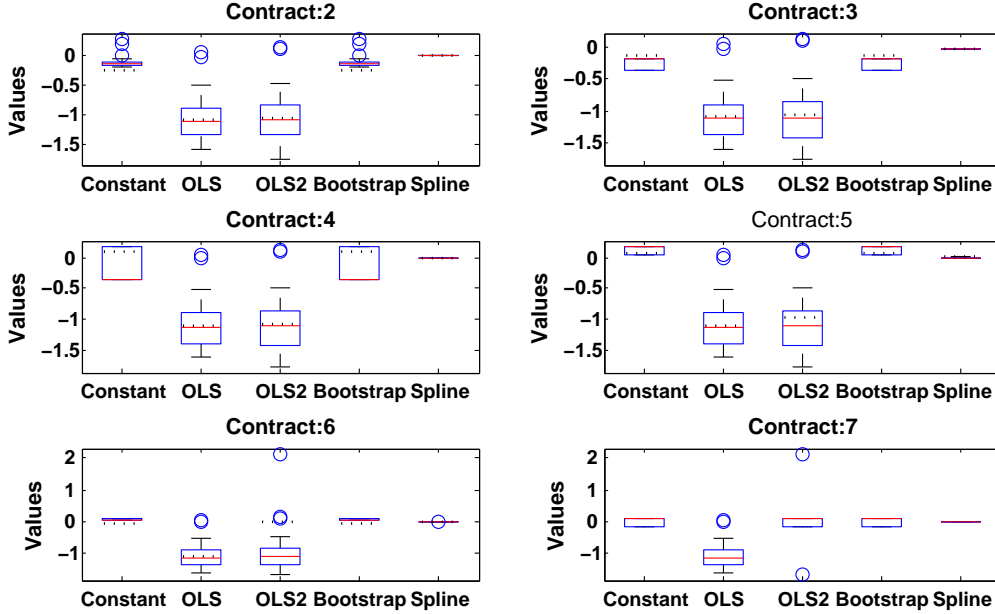 Contract:2
Values
0
−0.5
−1
−1.5
Constant OLS OLS2 Bootstrap Spline
Contract:3
Values
0
−0.5
−1
−1.5
Constant OLS OLS2 Bootstrap Spline
Contract:4
Values
0
−0.5
−1
−1.5
Constant OLS OLS2 Bootstrap Spline
Contract:5
Values
0
−0.5
−1
−1.5
Constant OLS OLS2 Bootstrap Spline
Contract:6
Values
2
1
0
−1
Constant OLS OLS2 Bootstrap Spline
Contract:7
Values
2
1
0
−1
Constant OLS OLS2 Bootstrap Spline